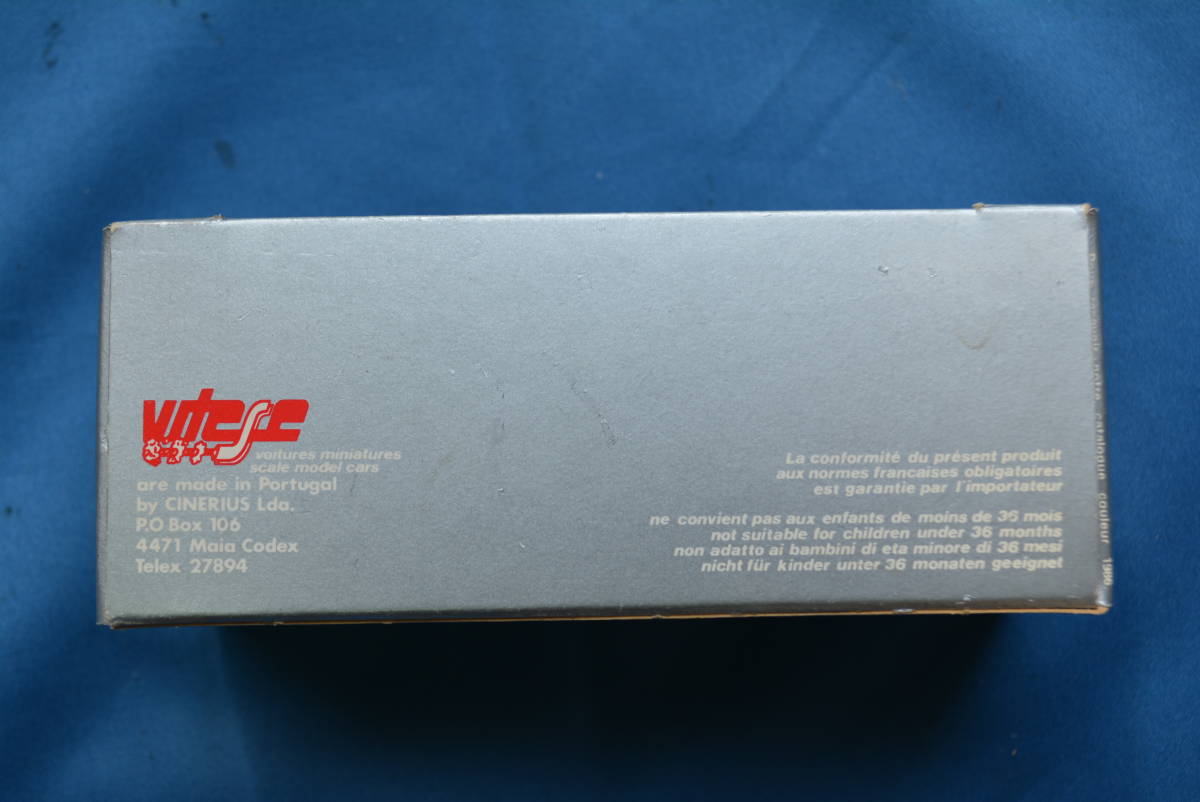 vitesse
voitures miniatures
scale model cars
are made in Portugal
by CINERIUS Lda.
P.O Box 106
4471 Maia Codex
Telex 27894
La conformité du présent produit
aux normes francaises obligatoires
est garantie par l'importateur
ne convient pas aux enfants de moins de 36 mois
not suitable for children under 36 months
non adatto ai bambini di eta minore di 36 mesi
nicht für kinder unter 36 monaten geeignet
catalogue couleur